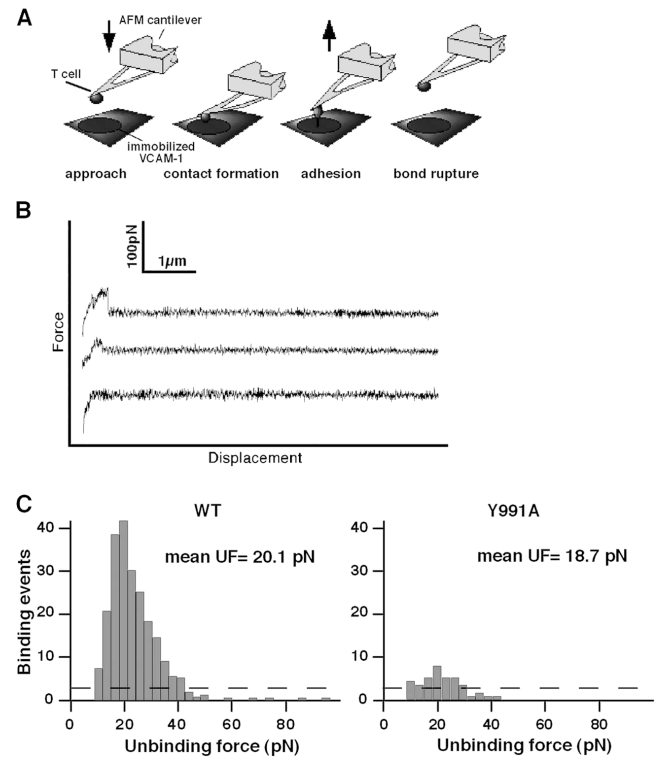 A
AFM cantilever
T cell
immobilized
VCAM-1
approach contact formation adhesion bond rupture
B
100pN
1µm
Force
Displacement
C
WT
mean UF= 20.1 pN
Binding events
40
30
20
10
0
0 20 40 60 80
Unbinding force (pN)
Y991A
mean UF= 18.7 pN
40
30
20
10
0
0 20 40 60 80
Unbinding force (pN)